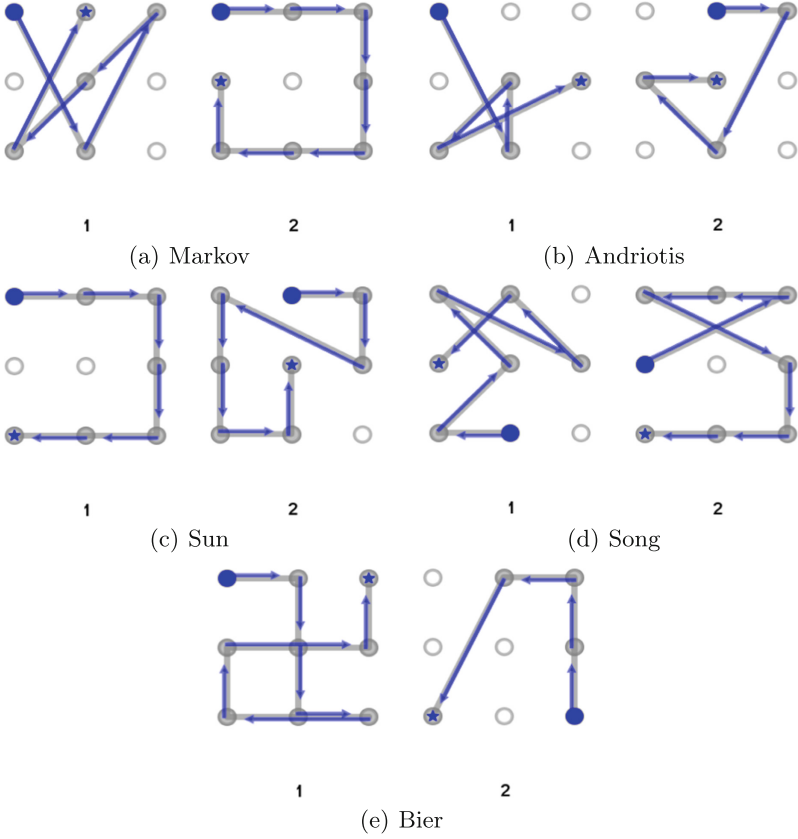 1 2 1 2
(a) Markov (b) Andriotis
1 2 1 2
(c) Sun (d) Song
1 2
(e) Bier